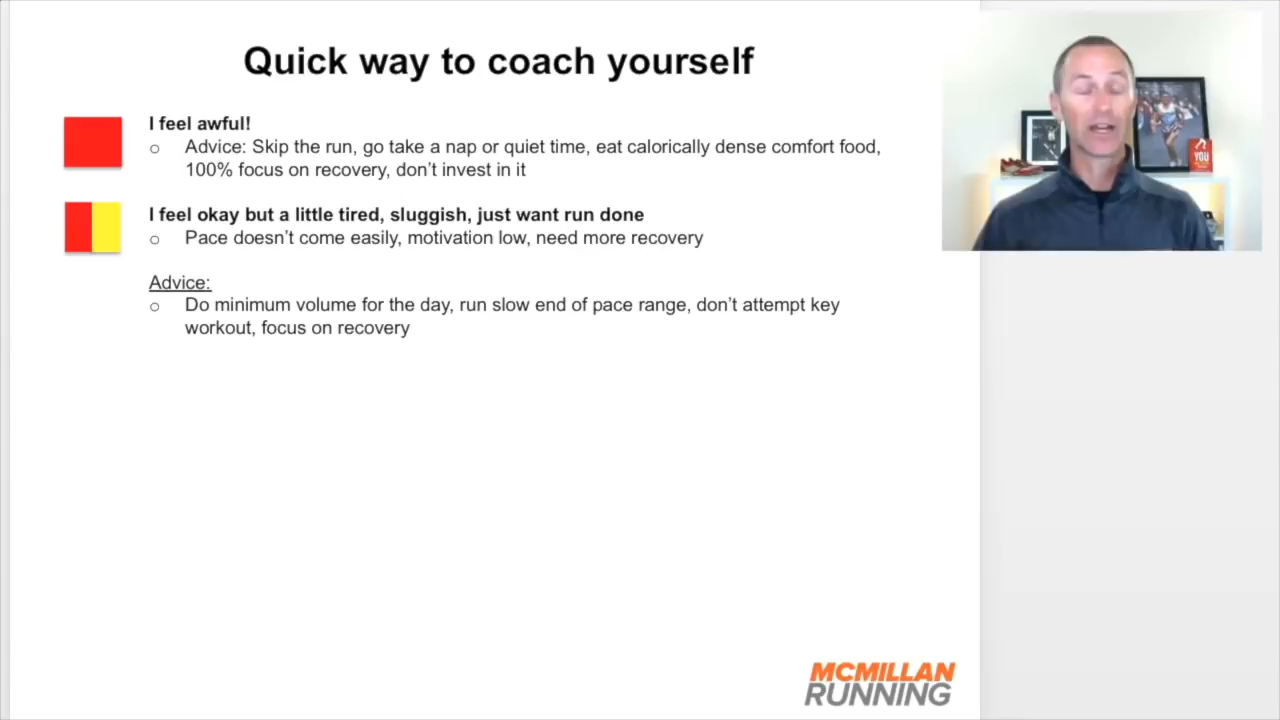 Quick way to coach yourself
I feel awful!
○ Advice: Skip the run, go take a nap or quiet time, eat calorically dense comfort food,
100% focus on recovery, don’t invest in it
I feel okay but a little tired, sluggish, just want run done
○ Pace doesn’t come easily, motivation low, need more recovery
Advice:
○ Do minimum volume for the day, run slow end of pace range, don’t attempt key
workout, focus on recovery
YOU
MCMILLAN
RUNNING